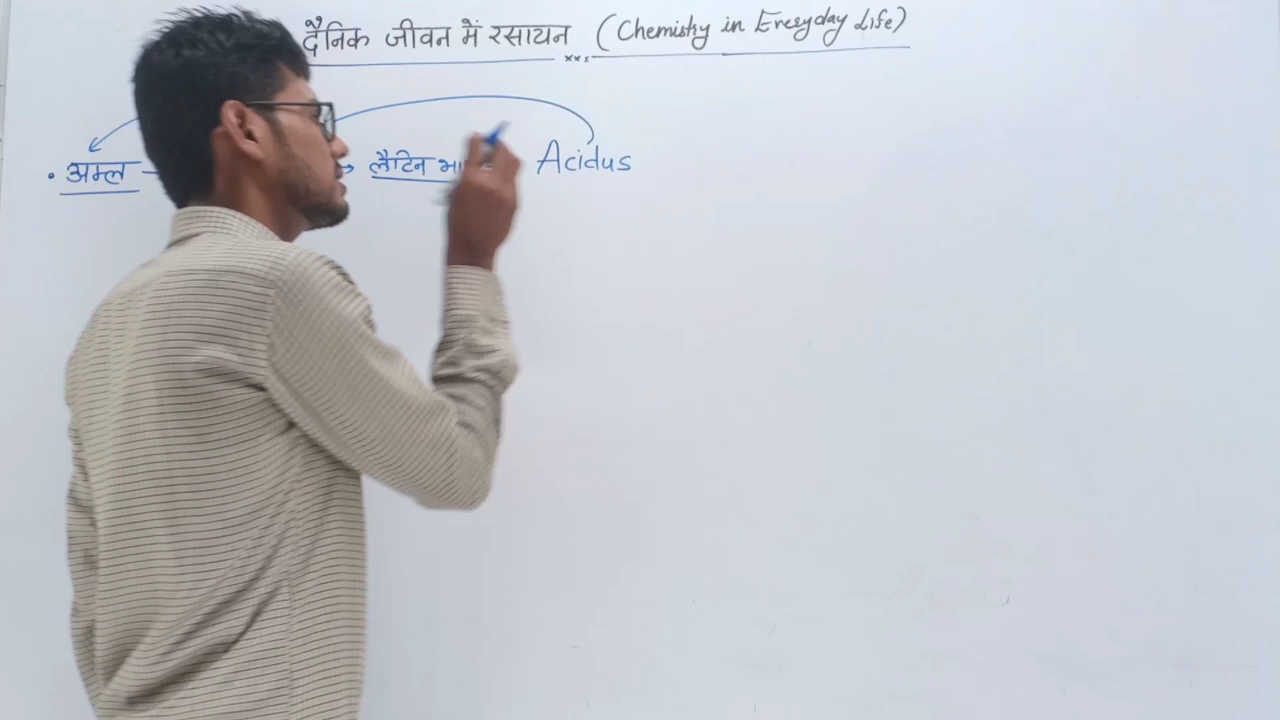 दैनिक जीवन में रसायन (Chemistry in Everyday Life)
• अम्ल → लैटिन Acidus